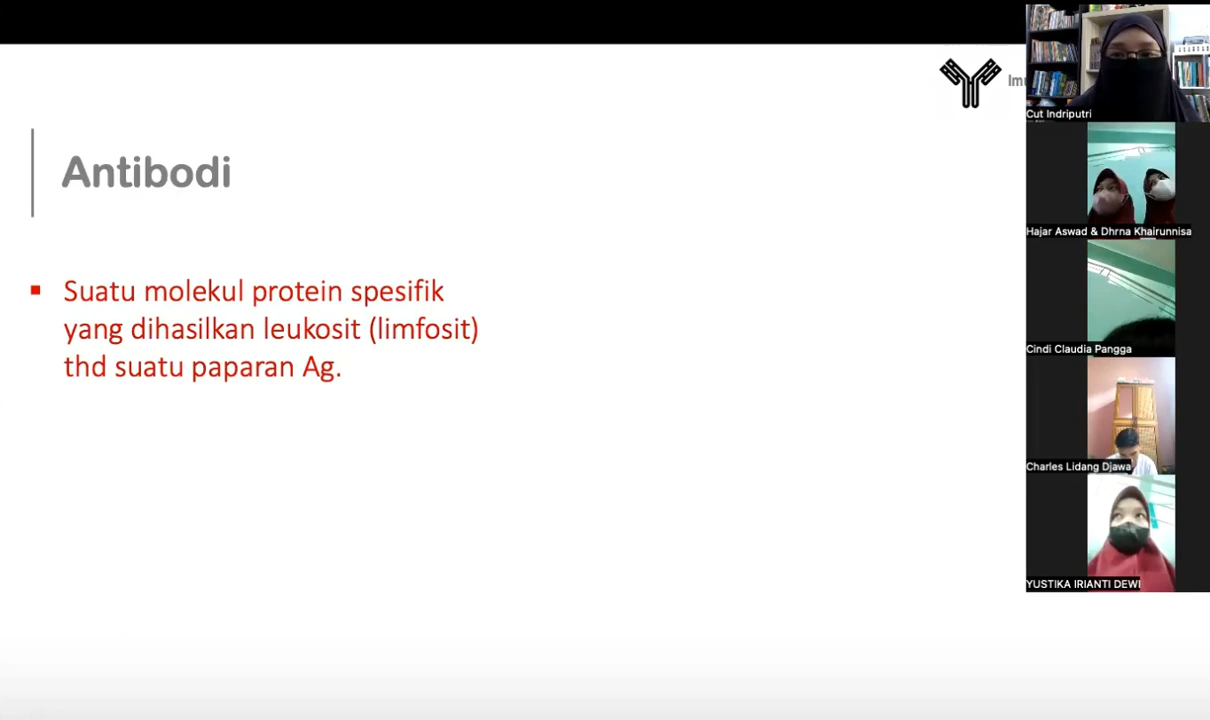 Antibodi
▪ Suatu molekul protein spesifik
yang dihasilkan leukosit (limfosit)
thd suatu paparan Ag.
Cut Indriputri
Hajar Aswad & Dhrna Khairunnisa
Cindi Claudia Pangga
Charles Lidang Djawa
YUSTIKA IRIANTI DEWI